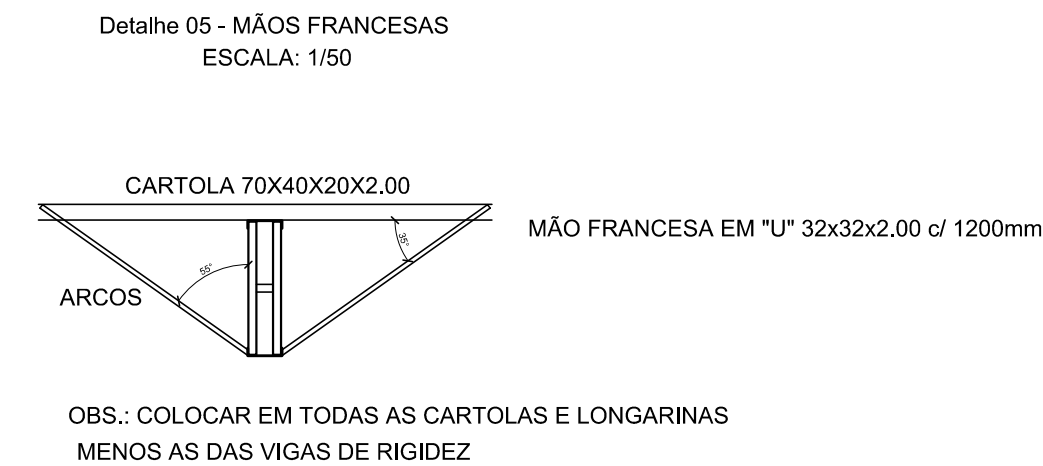 Detalhe 05 - MÃOS FRANCESAS
ESCALA: 1/50
CARTOLA 70X40X20X2.00
MÃO FRANCESA EM "U" 32x32x2.00 c/ 1200mm
35°
55°
ARCOS
OBS.: COLOCAR EM TODAS AS CARTOLAS E LONGARINAS
MENOS AS DAS VIGAS DE RIGIDEZ